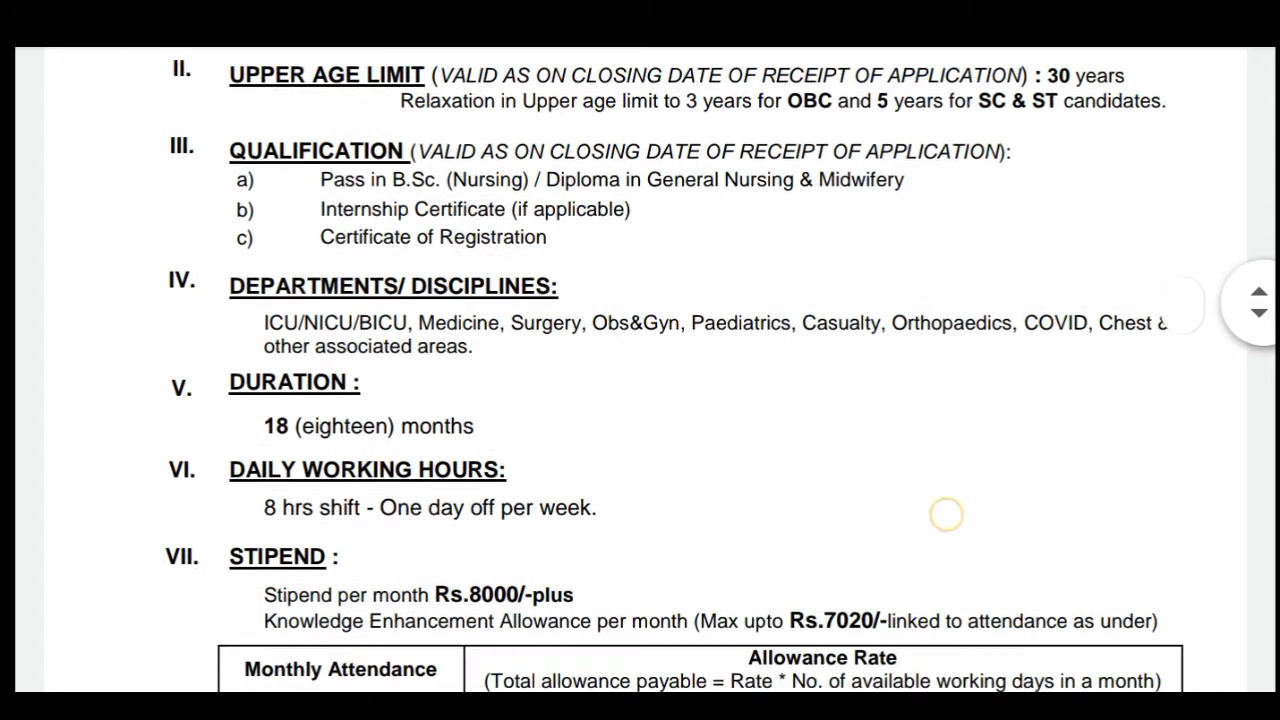 II. UPPER AGE LIMIT (VALID AS ON CLOSING DATE OF RECEIPT OF APPLICATION) : 30 years
Relaxation in Upper age limit to 3 years for OBC and 5 years for SC & ST candidates.
III. QUALIFICATION (VALID AS ON CLOSING DATE OF RECEIPT OF APPLICATION):
a) Pass in B.Sc. (Nursing) / Diploma in General Nursing & Midwifery
b) Internship Certificate (if applicable)
c) Certificate of Registration
IV. DEPARTMENTS/ DISCIPLINES:
ICU/NICU/BICU, Medicine, Surgery, Obs&Gyn, Paediatrics, Casualty, Orthopaedics, COVID, Chest &
other associated areas.
V. DURATION :
18 (eighteen) months
VI. DAILY WORKING HOURS:
8 hrs shift - One day off per week.
VII. STIPEND :
Stipend per month Rs.8000/-plus
Knowledge Enhancement Allowance per month (Max upto Rs.7020/-linked to attendance as under)
Monthly Attendance
Allowance Rate
(Total allowance payable = Rate * No. of available working days in a month)